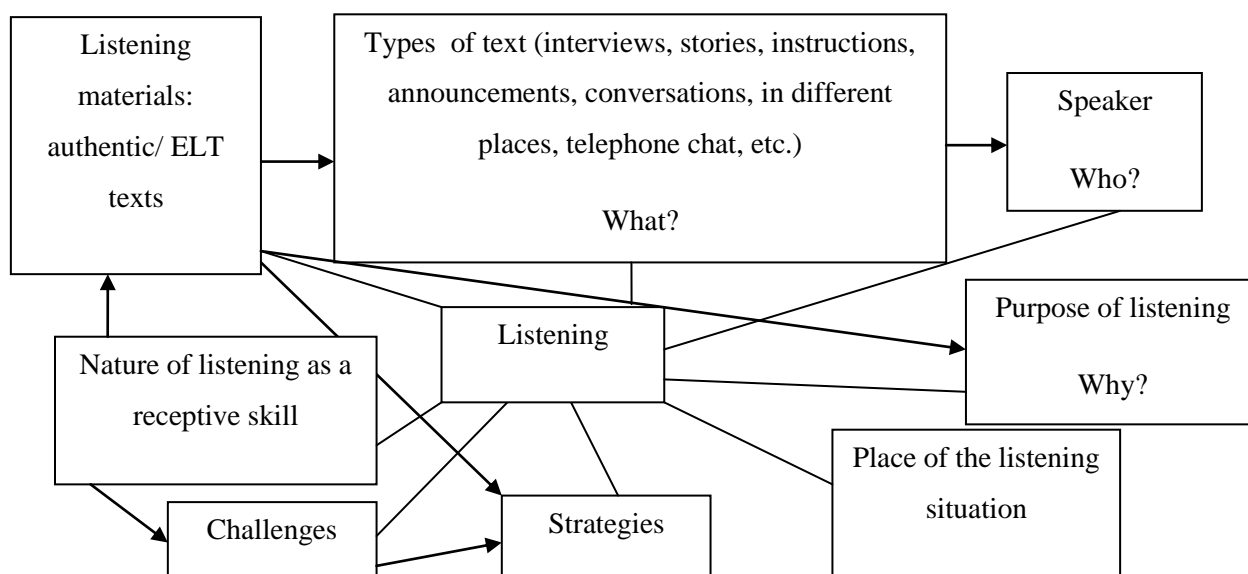 Listening
materials:
authentic/ ELT
texts
Types of text (interviews, stories, instructions,
announcements, conversations, in different
places, telephone chat, etc.)
What?
Speaker
Who?
Listening
Purpose of listening
Why?
Nature of listening as a
receptive skill
Place of the listening
situation
Challenges
Strategies